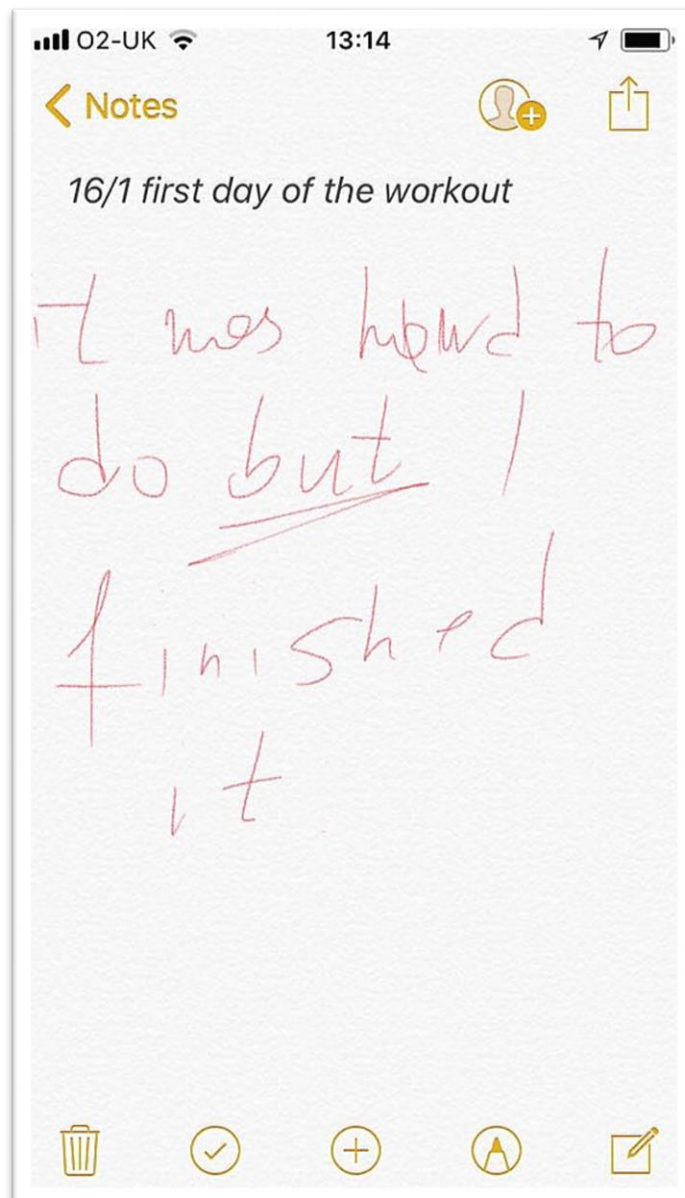 O2-UK 13:14
Notes
16/1 first day of the workout
it was hard to
do but I
finished
it